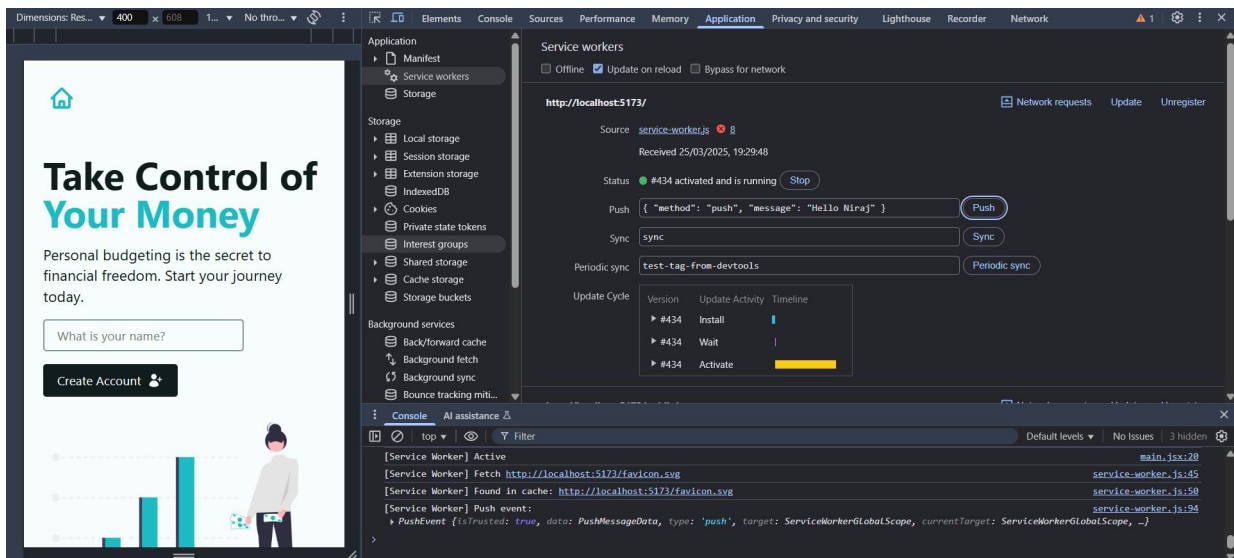 Dimensions: Res... ▼ 400 x 608 1... ▼ No thro... ▼
Elements Console Sources Performance Memory Application Privacy and security Lighthouse Recorder Network 1
Take Control of
Your Money
Personal budgeting is the secret to
financial freedom. Start your journey
today.
What is your name?
Create Account
Application
Manifest
Service workers
Storage
Storage
Local storage
Session storage
Extension storage
IndexedDB
Cookies
Private state tokens
Interest groups
Shared storage
Cache storage
Storage buckets
Background services
Back/forward cache
Background fetch
Background sync
Bounce tracking miti...
Service workers
Offline Update on reload Bypass for network
http://localhost:5173/ Network requests Update Unregister
Source service-worker.js 8
Received 25/03/2025, 19:29:48
Status #434 activated and is running Stop
Push { "method": "push", "message": "Hello Niraj" } Push
Sync sync Sync
Periodic sync test-tag-from-devtools Periodic sync
Update Cycle Version Update Activity Timeline
#434 Install
#434 Wait
#434 Activate
Console AI assistance
top ▼ Filter Default levels ▼ No Issues 3 hidden
[Service Worker] Active main.jsx:20
[Service Worker] Fetch http://localhost:5173/favicon.svg service-worker.js:45
[Service Worker] Found in cache: http://localhost:5173/favicon.svg service-worker.js:50
[Service Worker] Push event: service-worker.js:94
PushEvent {isTrusted: true, data: PushMessageData, type: 'push', target: ServiceWorkerGlobalScope, currentTarget: ServiceWorkerGlobalScope, …}